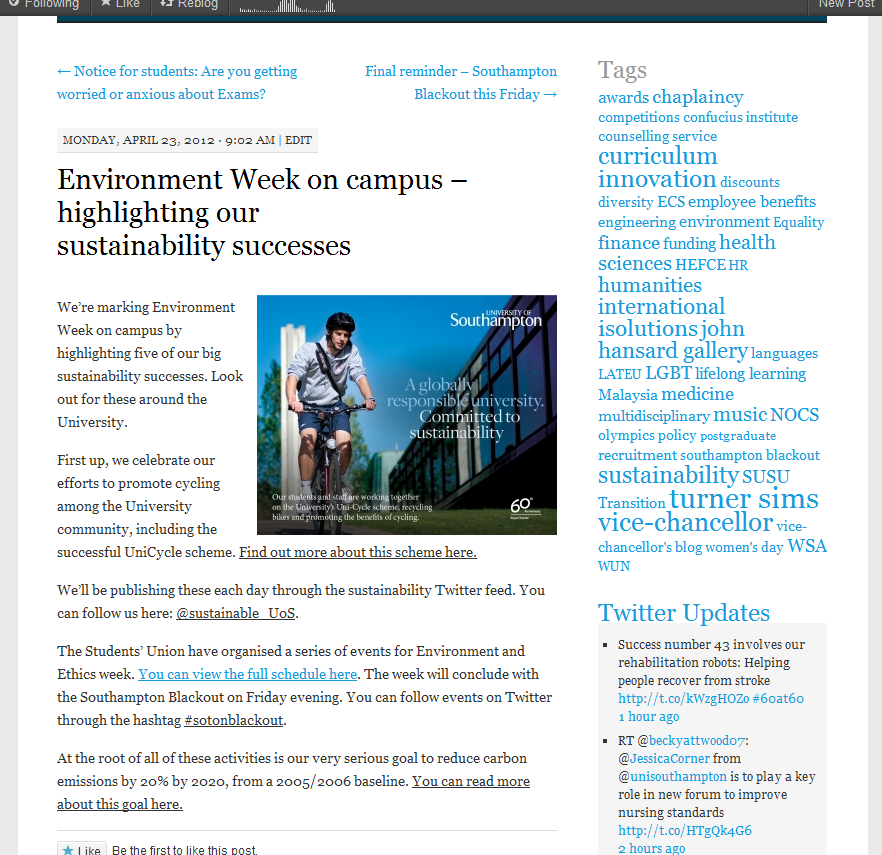 Following
Like
Reblog
New Post
← Notice for students: Are you getting
worried or anxious about Exams?
Final reminder – Southampton
Blackout this Friday →
MONDAY, APRIL 23, 2012 · 9:02 AM | EDIT
Environment Week on campus –
highlighting our
sustainability successes
We're marking Environment
Week on campus by
highlighting five of our big
sustainability successes. Look
out for these around the
University.
UNIVERSITY OF
Southampton
A globally
responsible university.
Committed to
sustainability
Our students and staff are working together
on the University's Uni-Cycle scheme, recycling
bikes and promoting the benefits of cycling.
60
First up, we celebrate our
efforts to promote cycling
among the University
community, including the
successful UniCycle scheme. Find out more about this scheme here.
We'll be publishing these each day through the sustainability Twitter feed. You
can follow us here: @sustainable_UoS.
The Students' Union have organised a series of events for Environment and
Ethics week. You can view the full schedule here. The week will conclude with
the Southampton Blackout on Friday evening. You can follow events on Twitter
through the hashtag #sotonblackout.
At the root of all of these activities is our very serious goal to reduce carbon
emissions by 20% by 2020, from a 2005/2006 baseline. You can read more
about this goal here.
Like
Be the first to like this post.
Tags
awards chaplaincy
competitions confucius institute
counselling service
curriculum
innovation discounts
diversity ECS employee benefits
engineering environment Equality
finance funding health
sciences HEFCE HR
humanities
international
isolutions john
hansard gallery languages
LATEU LGBT lifelong learning
Malaysia medicine
multidisciplinary music NOCS
olympics policy postgraduate
recruitment southampton blackout
sustainability SUSU
Transition turner sims
vice-chancellor vice-
chancellor's blog women's day WSA
WUN
Twitter Updates
Success number 43 involves our
rehabilitation robots: Helping
people recover from stroke
http://t.co/kWzgHOZo #60at60
1 hour ago
RT @beckyattwood07:
@JessicaCorner from
@unisouthampton is to play a key
role in new forum to improve
nursing standards
http://t.co/HTgQk4G6
2 hours ago